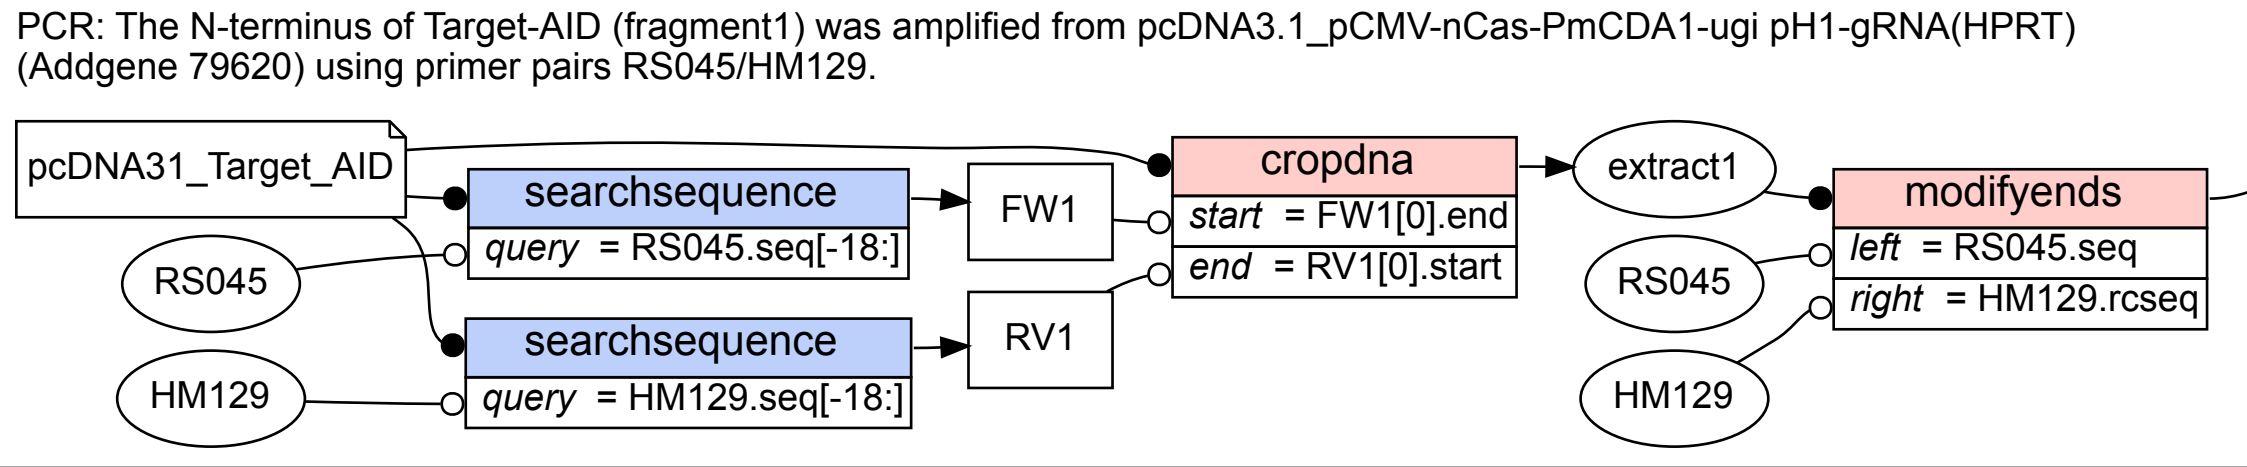 PCR: The N-terminus of Target-AID (fragment1) was amplified from pcDNA3.1_pCMV-nCas-PmCDA1-ugi pH1-gRNA(HPRT)
(Addgene 79620) using primer pairs RS045/HM129.
pcDNA31_Target_AID
RS045
HM129
searchsequence
query = RS045.seq[-18:]
searchsequence
query = HM129.seq[-18:]
FW1
RV1
cropdna
start = FW1[0].end
end = RV1[0].start
extract1
RS045
HM129
modifyends
left = RS045.seq
right = HM129.rcseq